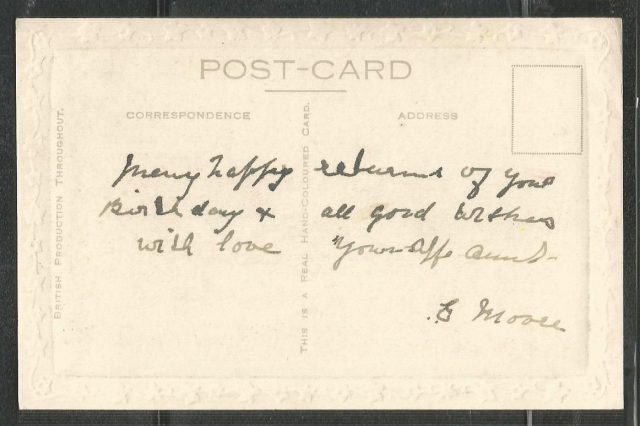 POST-CARD
CORRESPONDENCE
ADDRESS
BRITISH PRODUCTION THROUGHOUT.
THIS IS A REAL HAND-COLOURED CARD.
Many happy returns of your
Birthday & all good wishes
with love Yours Affe Aunt
E Moore